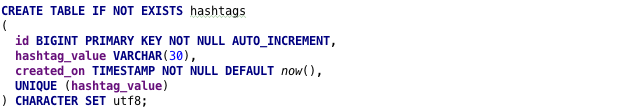 CREATE TABLE IF NOT EXISTS hashtags
(
id BIGINT PRIMARY KEY NOT NULL AUTO_INCREMENT,
hashtag_value VARCHAR(30),
created_on TIMESTAMP NOT NULL DEFAULT now(),
UNIQUE (hashtag_value)
) CHARACTER SET utf8;